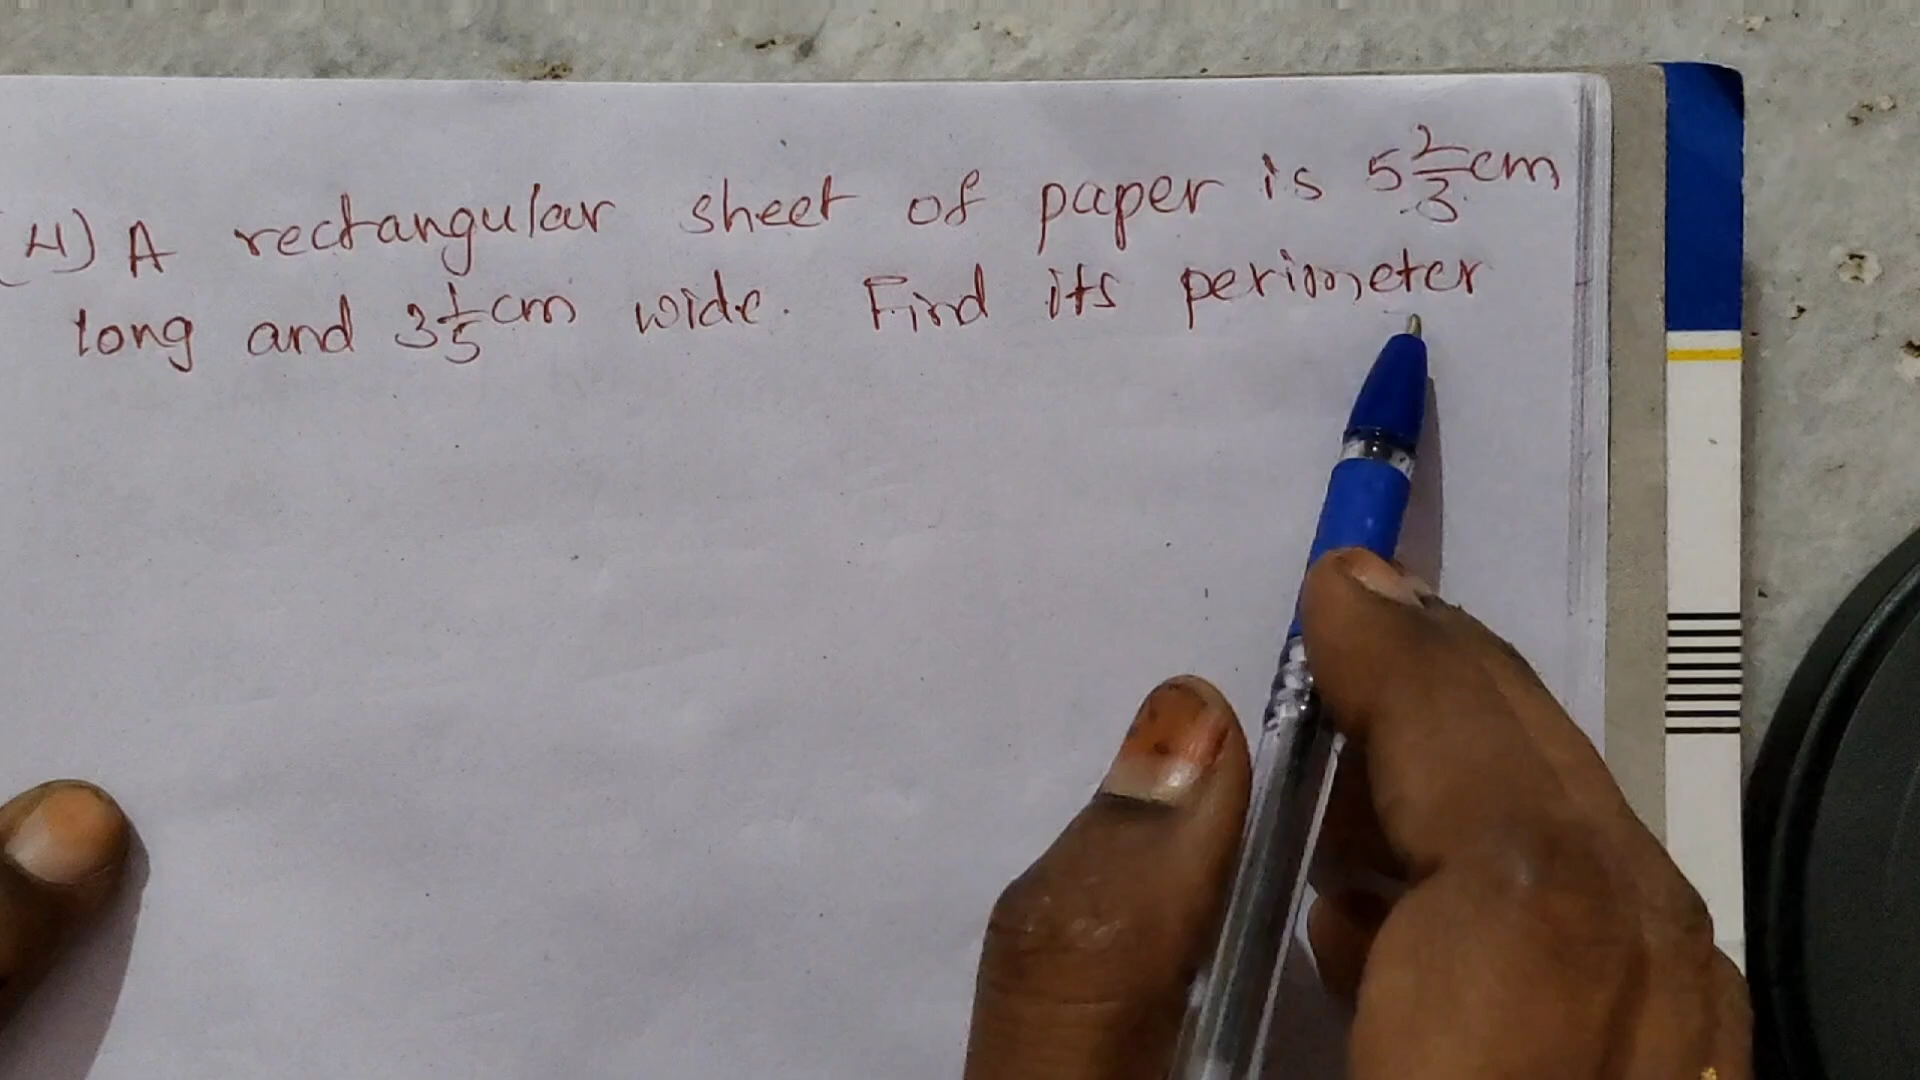 (4) A rectangular sheet of paper is 5 2/3 cm
long and 3 1/5 cm wide. Find its perimeter